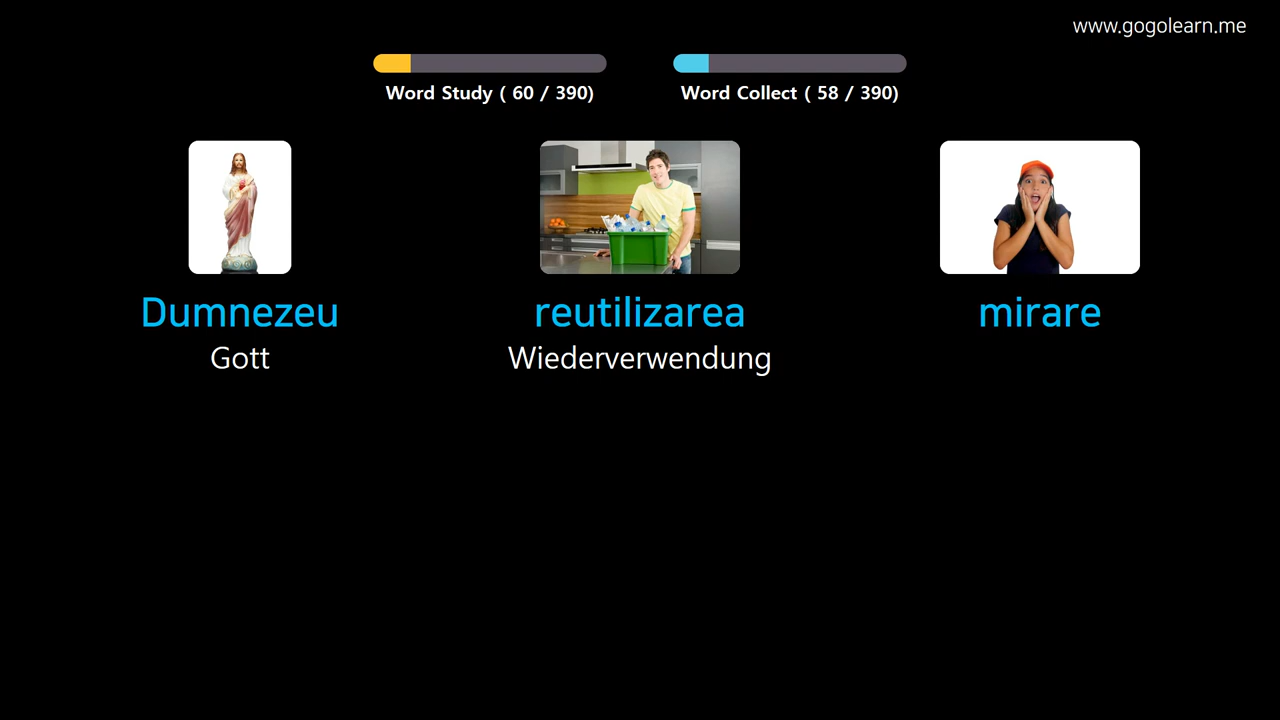 www.gogolearn.me
Word Study ( 60 / 390)
Word Collect ( 58 / 390)
Dumnezeu
Gott
reutilizarea
Wiederverwendung
mirare